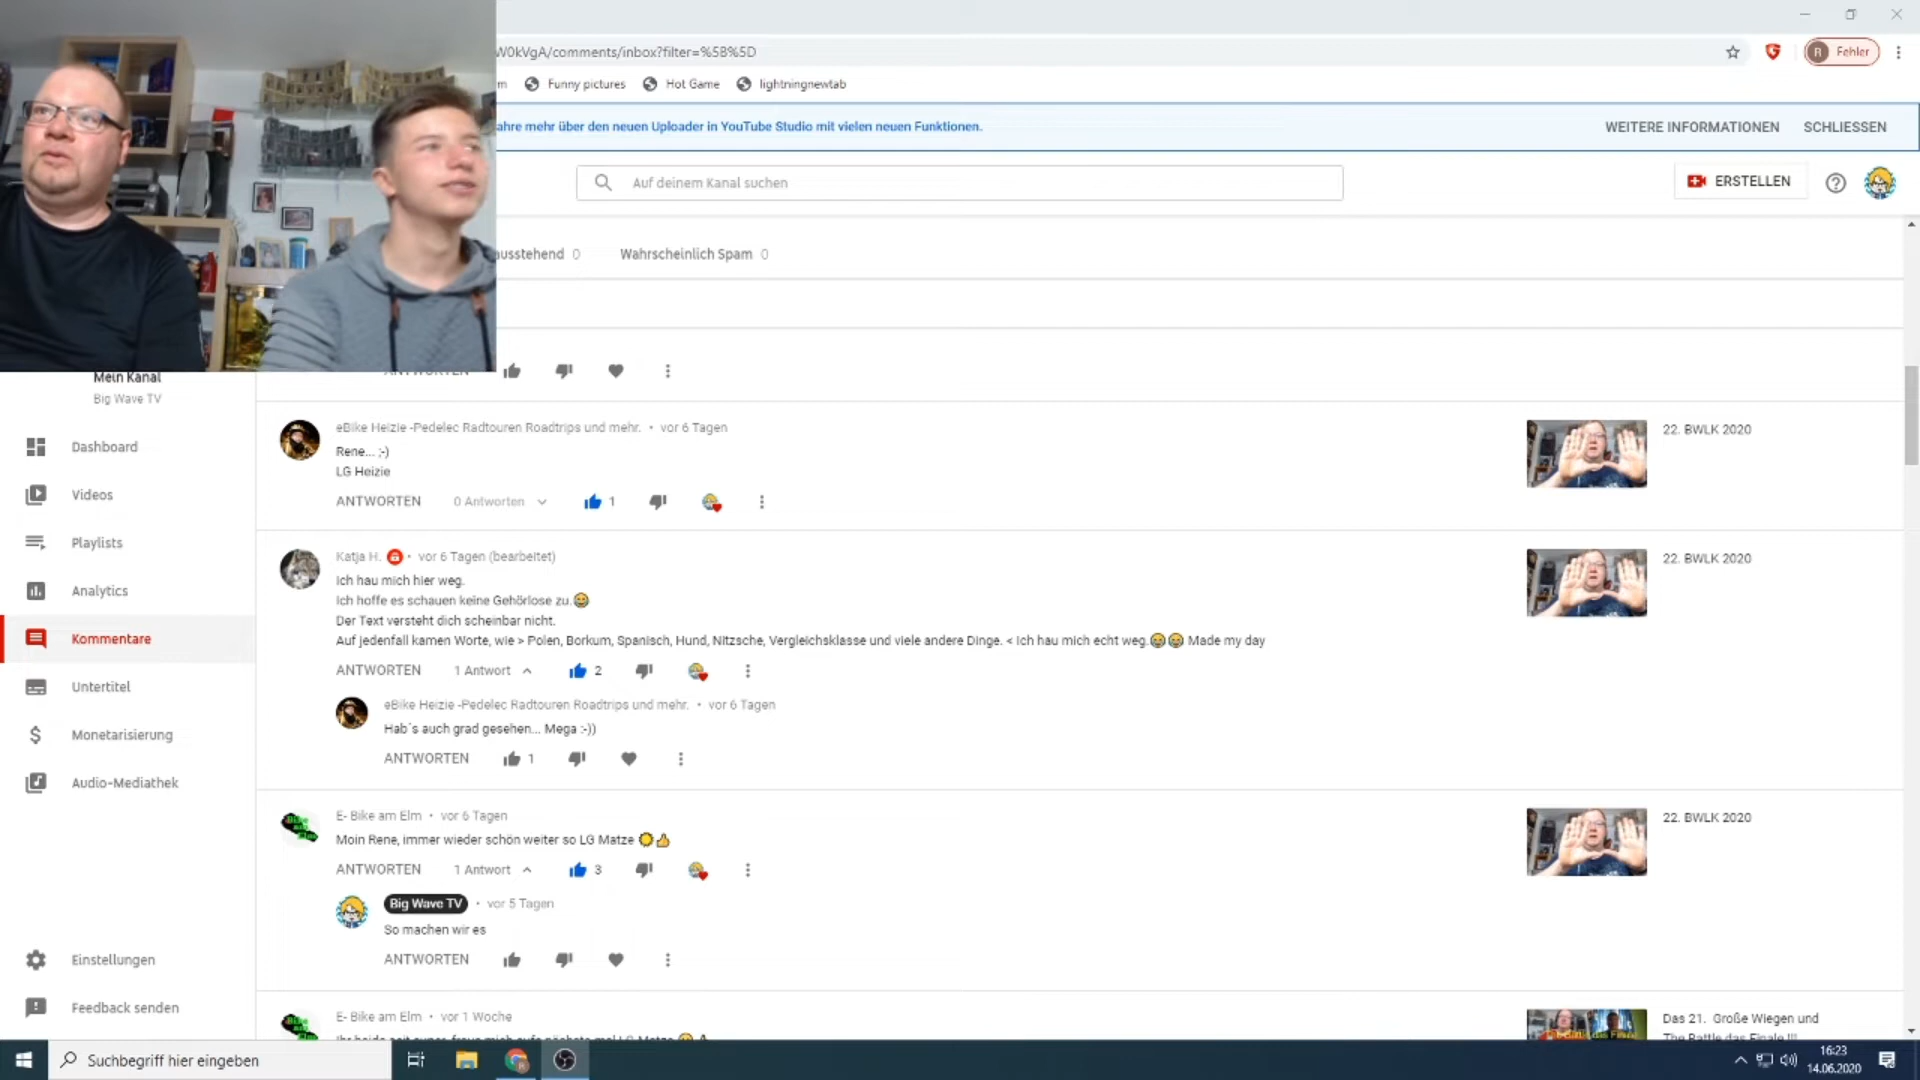 W0kVgA/comments/inbox?filter=%5B%5D
Fehler
Funny pictures
Hot Game
lightningnewtab
ahre mehr über den neuen Uploader in YouTube Studio mit vielen neuen Funktionen.
WEITERE INFORMATIONEN
SCHLIESSEN
Auf deinem Kanal suchen
ERSTELLEN
ausstehend 0
Wahrscheinlich Spam 0
ANTWORTEN
Mein Kanal
Big Wave TV
Dashboard
Videos
Playlists
Analytics
Kommentare
Untertitel
Monetarisierung
Audio-Mediathek
Einstellungen
Feedback senden
eBike Heizie -Pedelec Radtouren Roadtrips und mehr. • vor 6 Tagen
Rene... ;-)
LG Heizie
ANTWORTEN 0 Antworten 1
22. BWLK 2020
Katja H. • vor 6 Tagen (bearbeitet)
Ich hau mich hier weg.
Ich hoffe es schauen keine Gehörlose zu.😂
Der Text versteht dich scheinbar nicht.
Auf jedenfall kamen Worte, wie > Polen, Borkum, Spanisch, Hund, Nitzsche, Vergleichsklasse und viele andere Dinge. < Ich hau mich echt weg.😂😂 Made my day
ANTWORTEN 1 Antwort 2
22. BWLK 2020
eBike Heizie -Pedelec Radtouren Roadtrips und mehr. • vor 6 Tagen
Hab´s auch grad gesehen... Mega :-))
ANTWORTEN 1
E- Bike am Elm • vor 6 Tagen
Moin Rene, immer wieder schön weiter so LG Matze 🌞👍
ANTWORTEN 1 Antwort 3
22. BWLK 2020
Big Wave TV • vor 5 Tagen
So machen wir es
ANTWORTEN
E- Bike am Elm • vor 1 Woche
Das 21. Große Wiegen und
The Battle das Finale !!!
Suchbegriff hier eingeben
16:23
14.06.2020